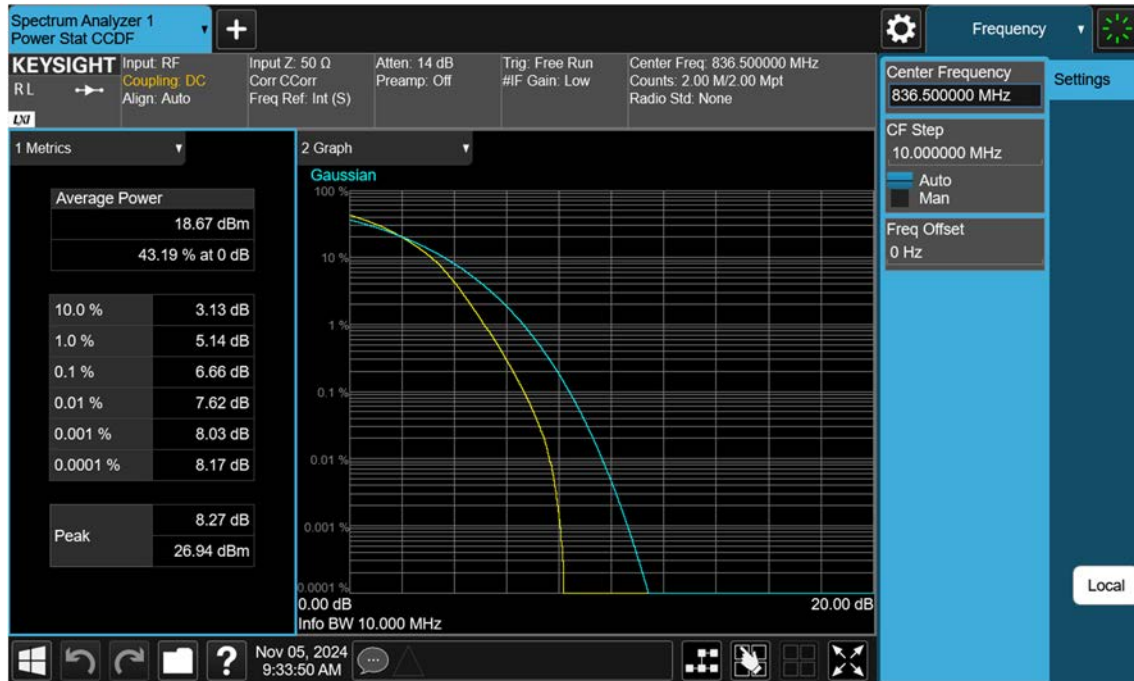 Spectrum Analyzer 1
Power Stat CCDF
Frequency
KEYSIGHT
RL
LXI
Input: RF
Coupling: DC
Align: Auto
Input Z: 50 Ω
Corr CCorr
Freq Ref: Int (S)
Atten: 14 dB
Preamp: Off
Trig: Free Run
#IF Gain: Low
Center Freq: 836.500000 MHz
Counts: 2.00 M/2.00 Mpt
Radio Std: None
Center Frequency
836.500000 MHz
Settings
CF Step
10.000000 MHz
Auto
Man
Freq Offset
0 Hz
Local
1 Metrics
Average Power
18.67 dBm
43.19 % at 0 dB
10.0 % 3.13 dB
1.0 % 5.14 dB
0.1 % 6.66 dB
0.01 % 7.62 dB
0.001 % 8.03 dB
0.0001 % 8.17 dB
Peak
8.27 dB
26.94 dBm
2 Graph
Gaussian
100 %
10 %
1 %
0.1 %
0.01 %
0.001 %
0.0001 %
0.00 dB 20.00 dB
Info BW 10.000 MHz
?
Nov 05, 2024
9:33:50 AM